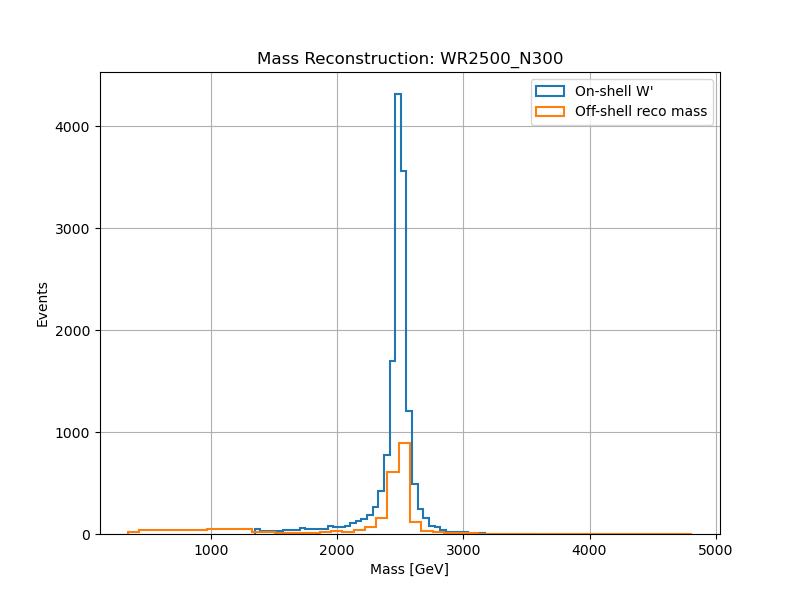 Mass Reconstruction: WR2500_N300
On-shell W'
Off-shell reco mass
4000
3000
2000
1000
0
Events
1000
2000
3000
4000
5000
Mass [GeV]